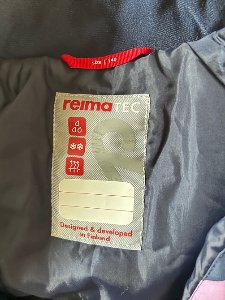 reimaTEC
Designed & developed
in Finland